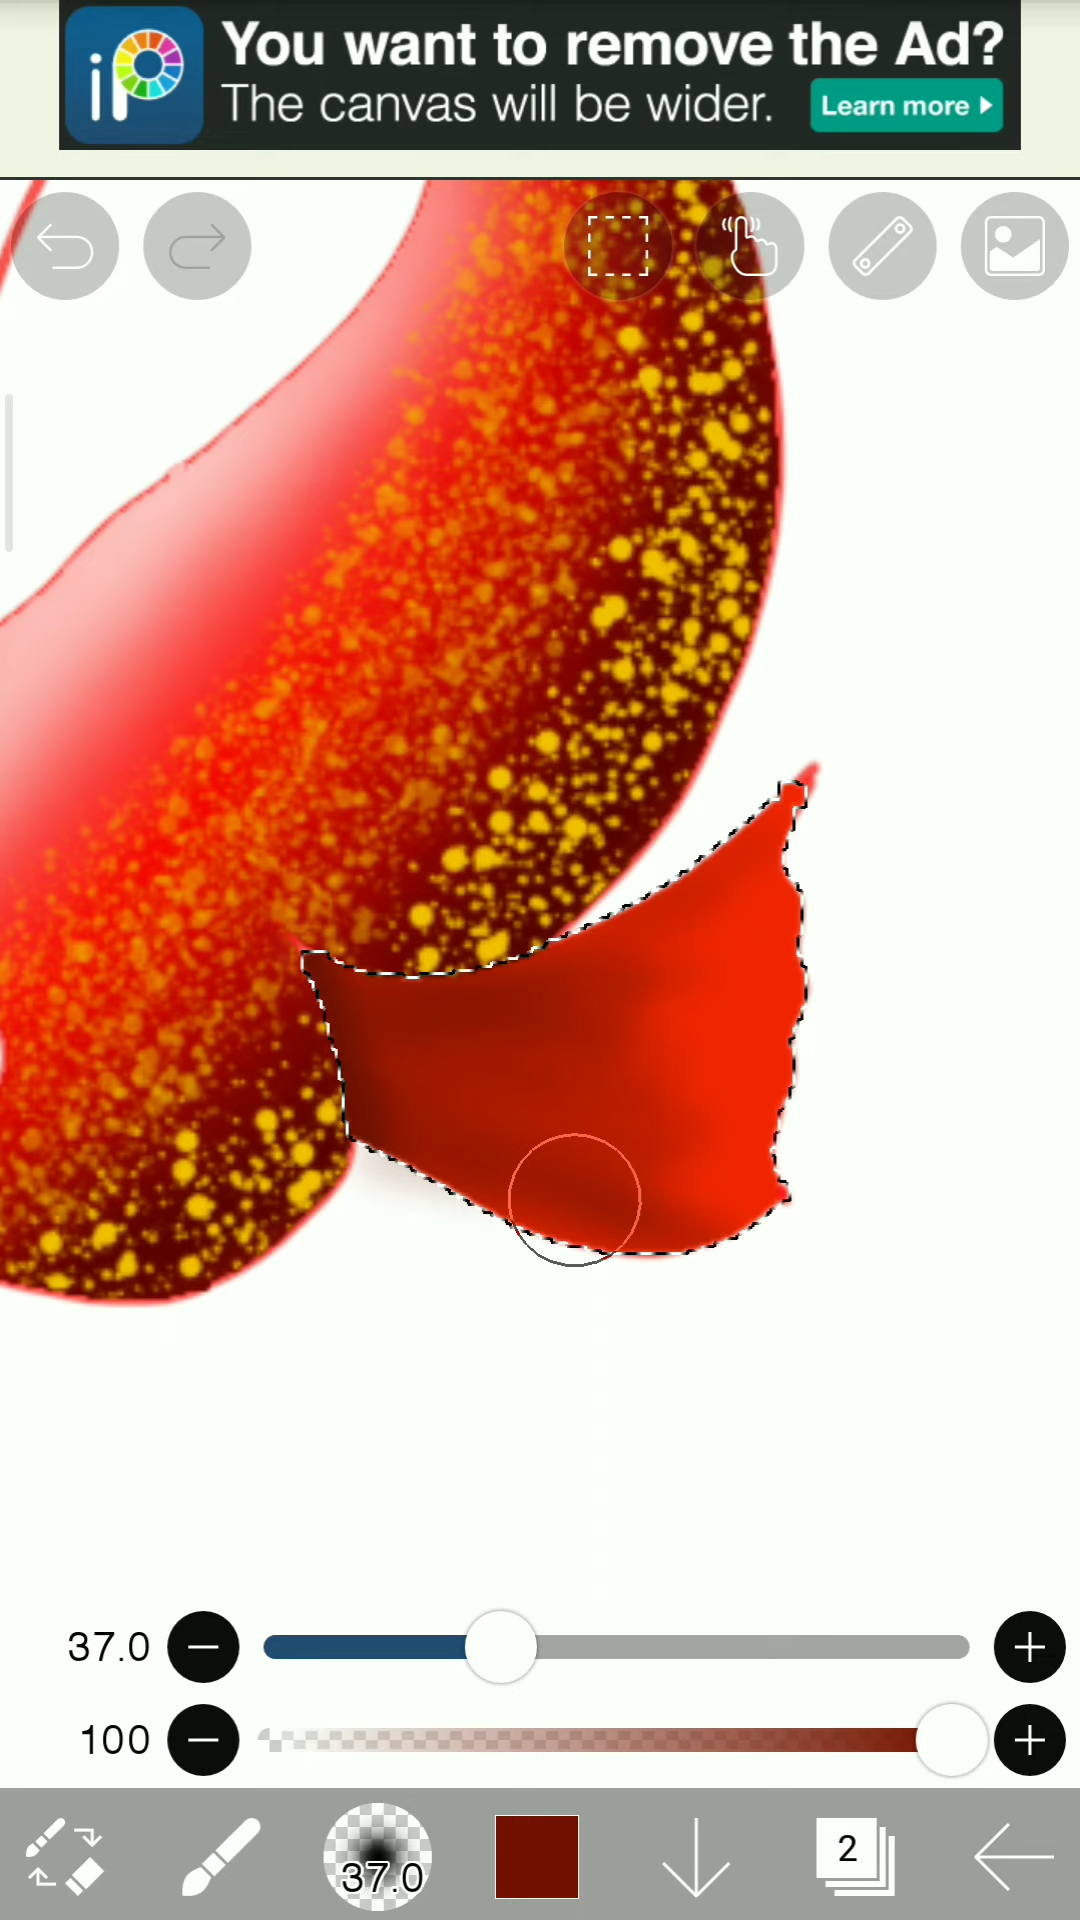 iP
You want to remove the Ad?
The canvas will be wider.
Learn more
37.0
100
37.0
2